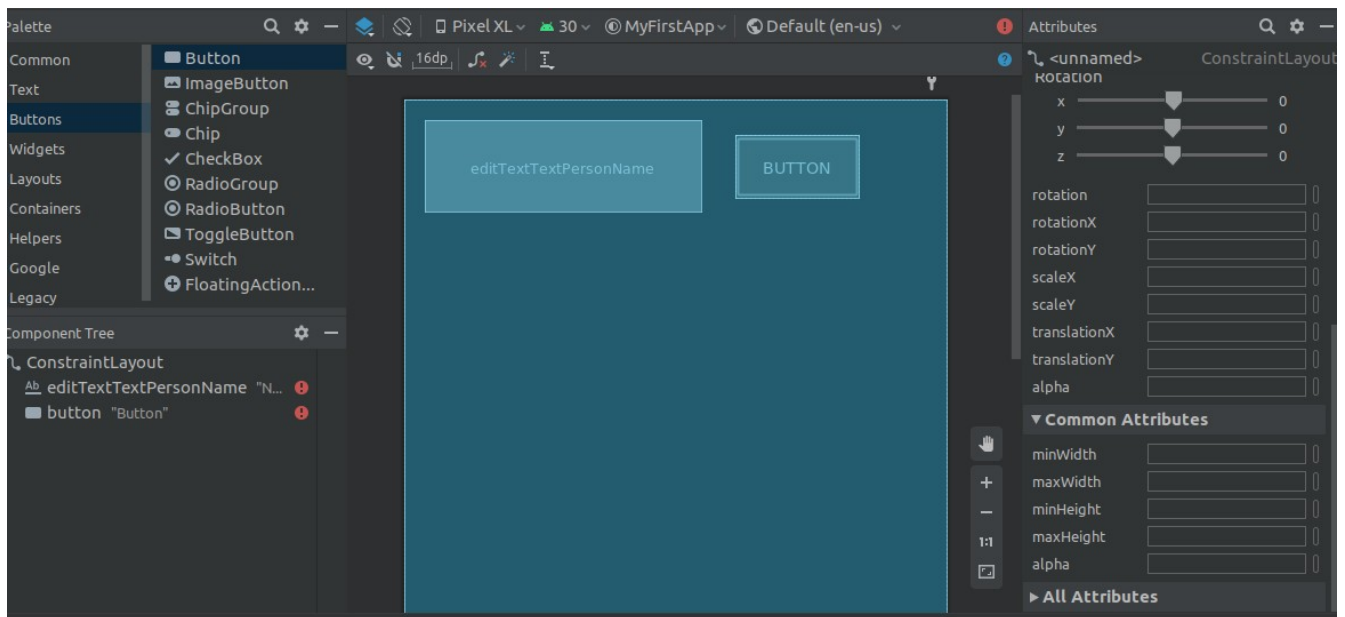 Palette
Common
Text
Buttons
Widgets
Layouts
Containers
Helpers
Google
Legacy
Button
ImageButton
ChipGroup
Chip
CheckBox
RadioGroup
RadioButton
ToggleButton
Switch
FloatingAction...
Component Tree
ConstraintLayout
Ab editTextTextPersonName "N...
button "Button"
Pixel XL 30 MyFirstApp Default (en-us)
16dp
editTextTextPersonName
BUTTON
1:1
Attributes
<unnamed> ConstraintLayout
Rotation
x 0
y 0
z 0
rotation
rotationX
rotationY
scaleX
scaleY
translationX
translationY
alpha
Common Attributes
minWidth
maxWidth
minHeight
maxHeight
alpha
All Attributes